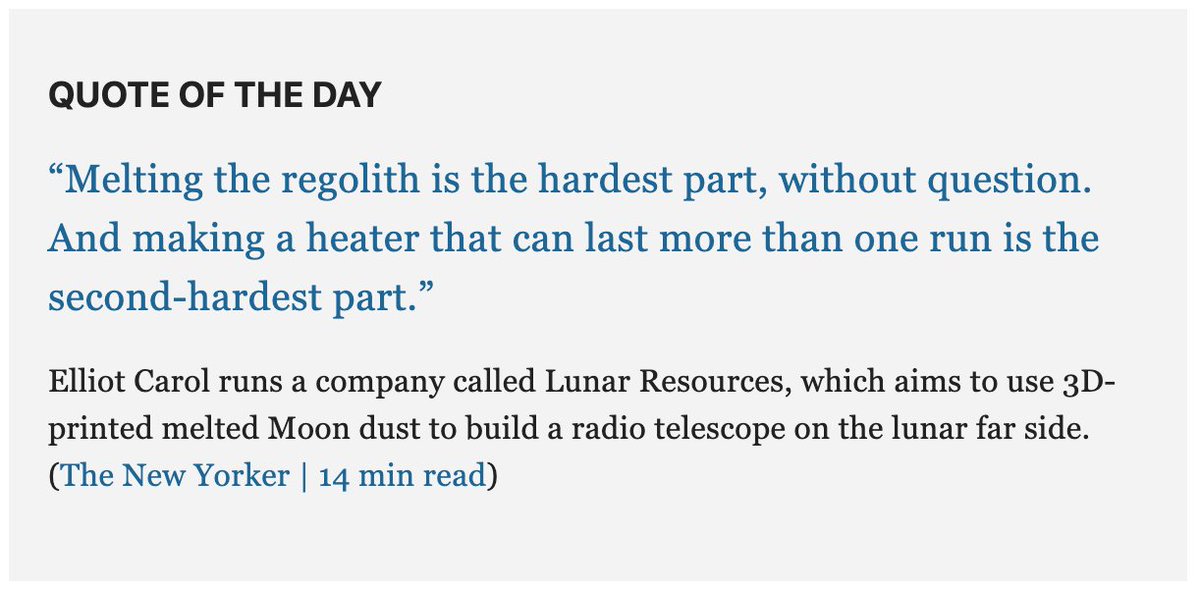 QUOTE OF THE DAY
“Melting the regolith is the hardest part, without question.
And making a heater that can last more than one run is the
second-hardest part.”
Elliot Carol runs a company called Lunar Resources, which aims to use 3D-
printed melted Moon dust to build a radio telescope on the lunar far side.
(The New Yorker | 14 min read)